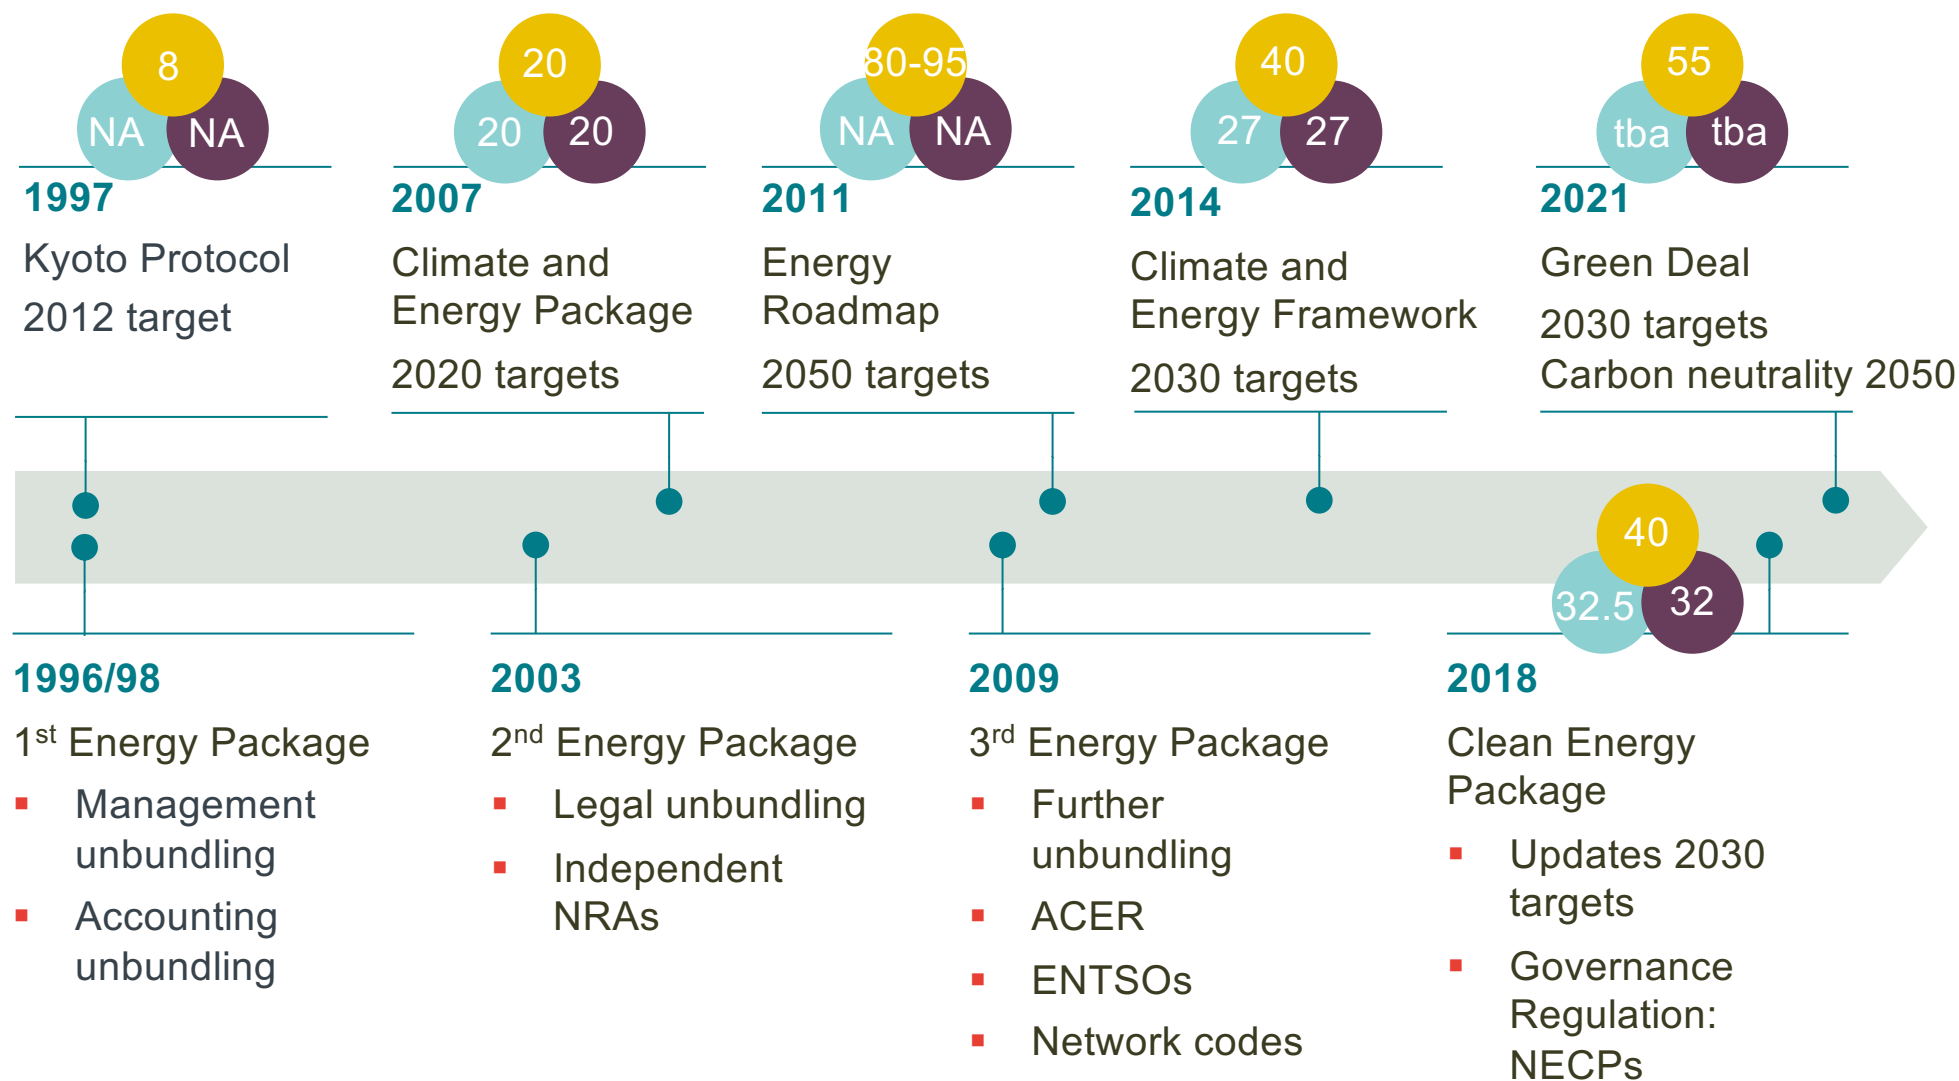 8
NA
NA
1997
Kyoto Protocol
2012 target
20
20
20
2007
Climate and
Energy Package
2020 targets
80-95
NA
NA
2011
Energy
Roadmap
2050 targets
40
27
27
2014
Climate and
Energy Framework
2030 targets
55
tba
tba
2021
Green Deal
2030 targets
Carbon neutrality 2050
1996/98
1st Energy Package
▪ Management
unbundling
▪ Accounting
unbundling
2003
2nd Energy Package
▪ Legal unbundling
▪ Independent
NRAs
2009
3rd Energy Package
▪ Further
unbundling
▪ ACER
▪ ENTSOs
▪ Network codes
40
32.5
32
2018
Clean Energy
Package
▪ Updates 2030
targets
▪ Governance
Regulation:
NECPs